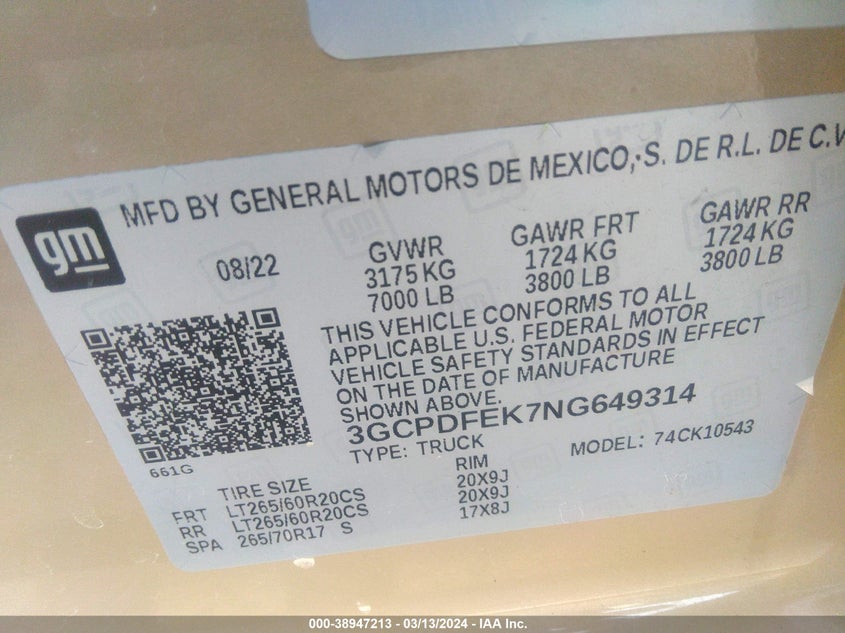 MFD BY GENERAL MOTORS DE MEXICO, S. DE R.L. DE C.V
gm
08/22
GVWR
3175 KG
7000 LB
GAWR FRT
1724 KG
3800 LB
GAWR RR
1724 KG
3800 LB
THIS VEHICLE CONFORMS TO ALL
APPLICABLE U.S. FEDERAL MOTOR
VEHICLE SAFETY STANDARDS IN EFFECT
ON THE DATE OF MANUFACTURE
SHOWN ABOVE.
3GCPDFEK7NG649314
661G
TYPE: TRUCK
MODEL: 74CK10543
TIRE SIZE RIM
FRT LT265/60R20CS 20X9J
RR LT265/60R20CS 20X9J
SPA 265/70R17 S 17X8J
000-38947213 - 03/13/2024 - IAA Inc.